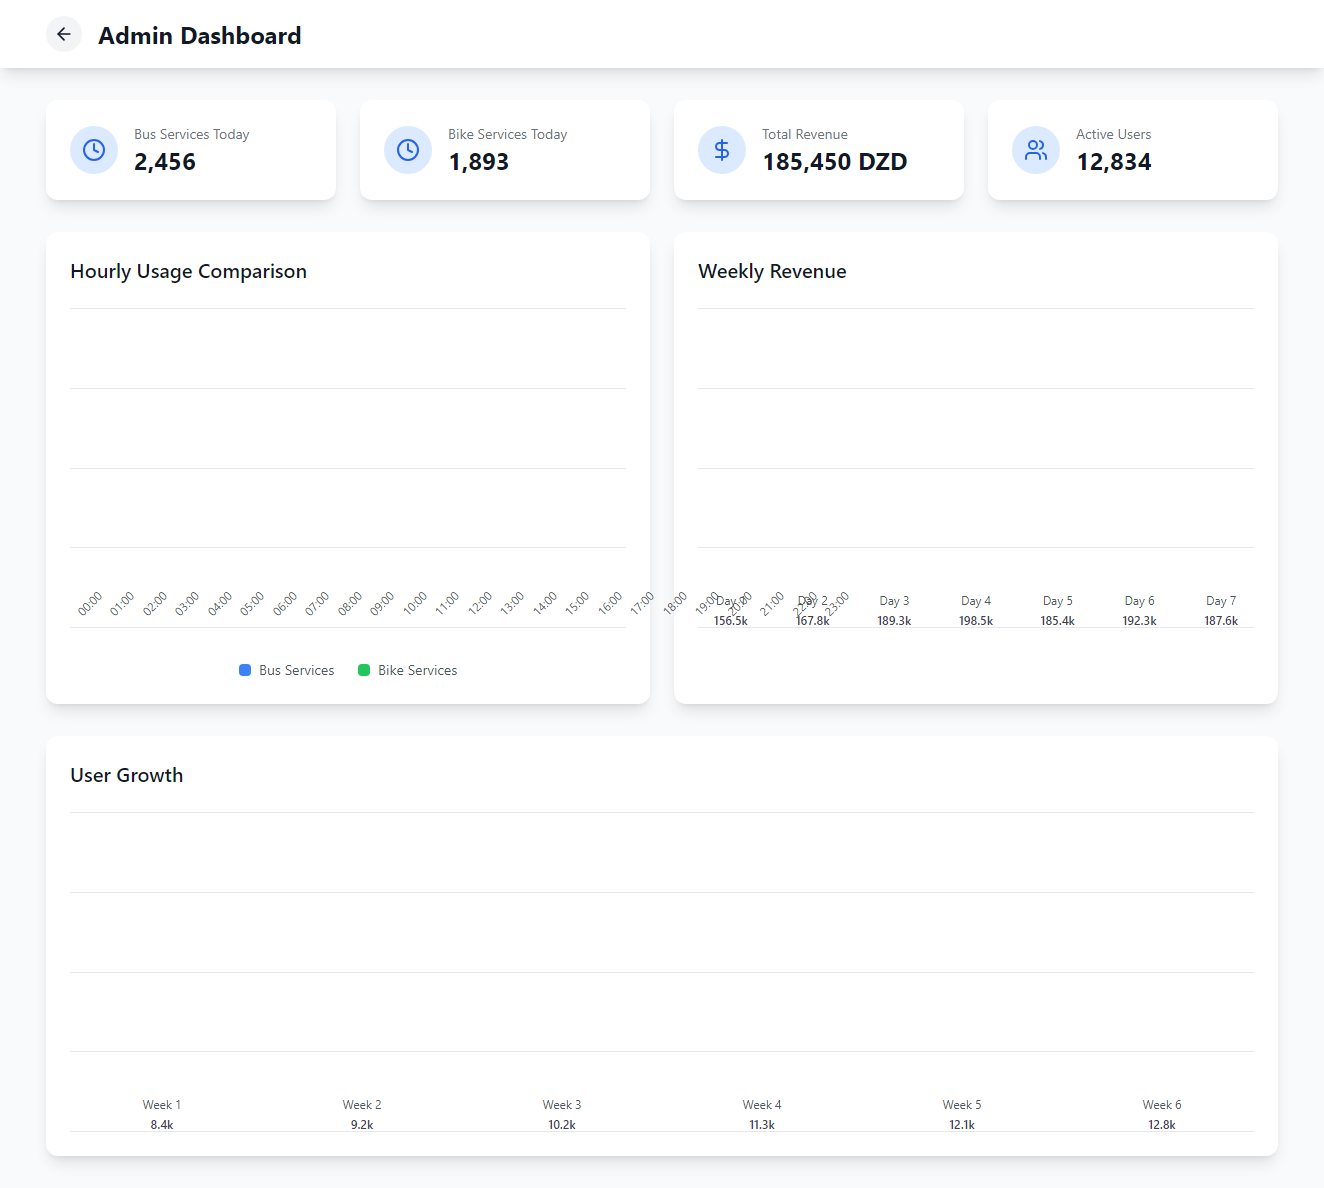 Admin Dashboard
Bus Services Today
2,456
Bike Services Today
1,893
Total Revenue
185,450 DZD
Active Users
12,834
Hourly Usage Comparison
00:00 01:00 02:00 03:00 04:00 05:00 06:00 07:00 08:00 09:00 10:00 11:00 12:00 13:00 14:00 15:00 16:00 17:00 18:00 19:00 20:00 21:00 22:00 23:00
Bus Services Bike Services
Weekly Revenue
Day 2 Day 3 Day 4 Day 5 Day 6 Day 7
156.5k 167.8k 189.3k 198.5k 185.4k 192.3k 187.6k
User Growth
Week 1 Week 2 Week 3 Week 4 Week 5 Week 6
8.4k 9.2k 10.2k 11.3k 12.1k 12.8k